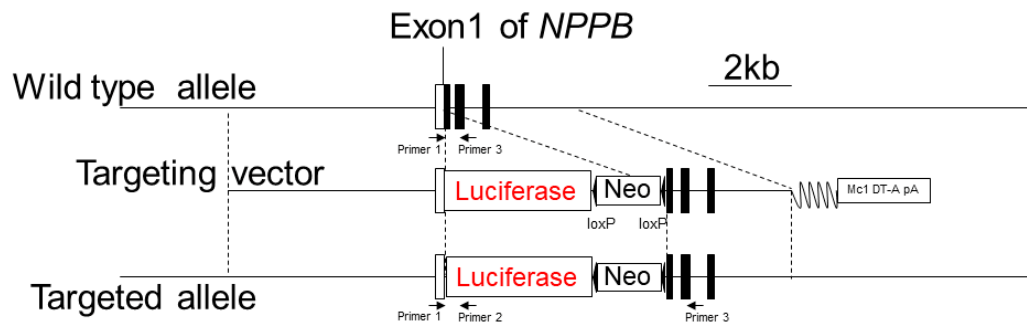 Exon1 of NPPB
2kb
Wild type allele
Primer 1 Primer 3
Targeting vector
Luciferase Neo Mc1 DT-A pA
loxP loxP
Luciferase Neo
Targeted allele
Primer 1 Primer 2 Primer 3